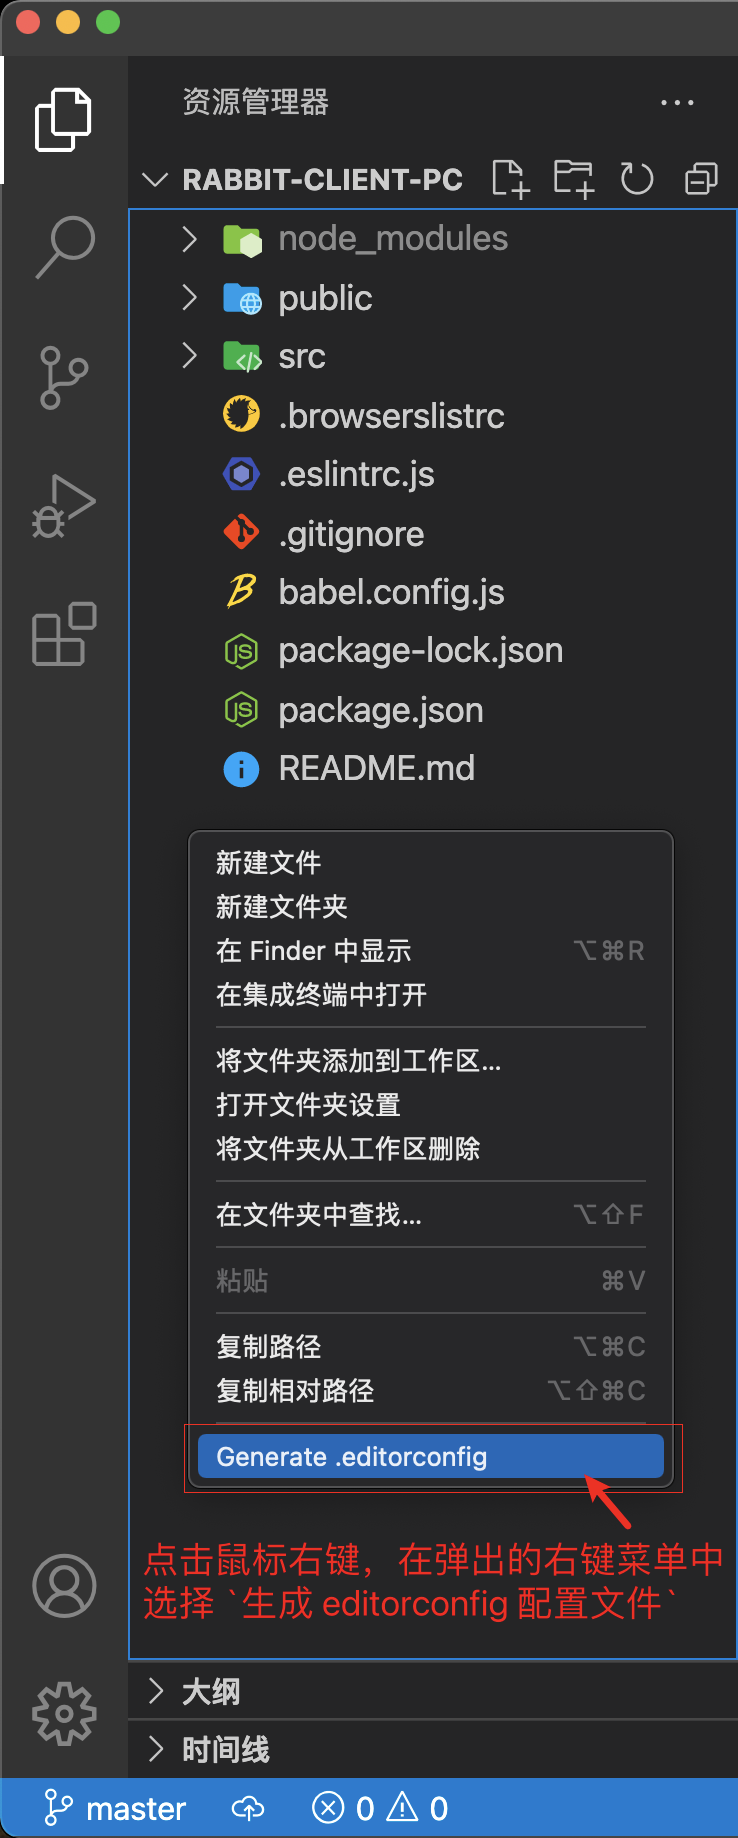 资源管理器
RABBIT-CLIENT-PC
node_modules
public
src
.browserslistrc
.eslintrc.js
.gitignore
babel.config.js
package-lock.json
package.json
README.md
新建文件
新建文件夹
在 Finder 中显示 ⌥⌘R
在集成终端中打开
将文件夹添加到工作区...
打开文件夹设置
将文件夹从工作区删除
在文件夹中查找... ⌥⇧F
粘贴 ⌘V
复制路径 ⌥⌘C
复制相对路径 ⌥⇧⌘C
Generate .editorconfig
点击鼠标右键，在弹出的右键菜单中
选择 `生成 editorconfig 配置文件`
大纲
时间线
master 0 0